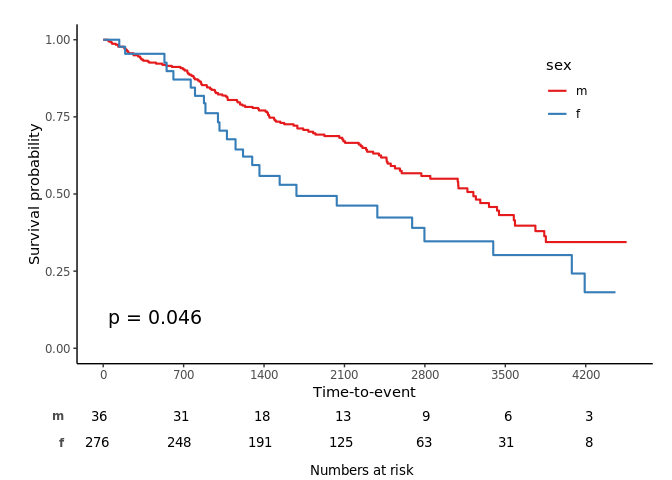 sex
m
f
Survival probability
1.00
0.75
0.50
0.25
0.00
p = 0.046
0 700 1400 2100 2800 3500 4200
Time-to-event
m 36 31 18 13 9 6 3
f 276 248 191 125 63 31 8
Numbers at risk